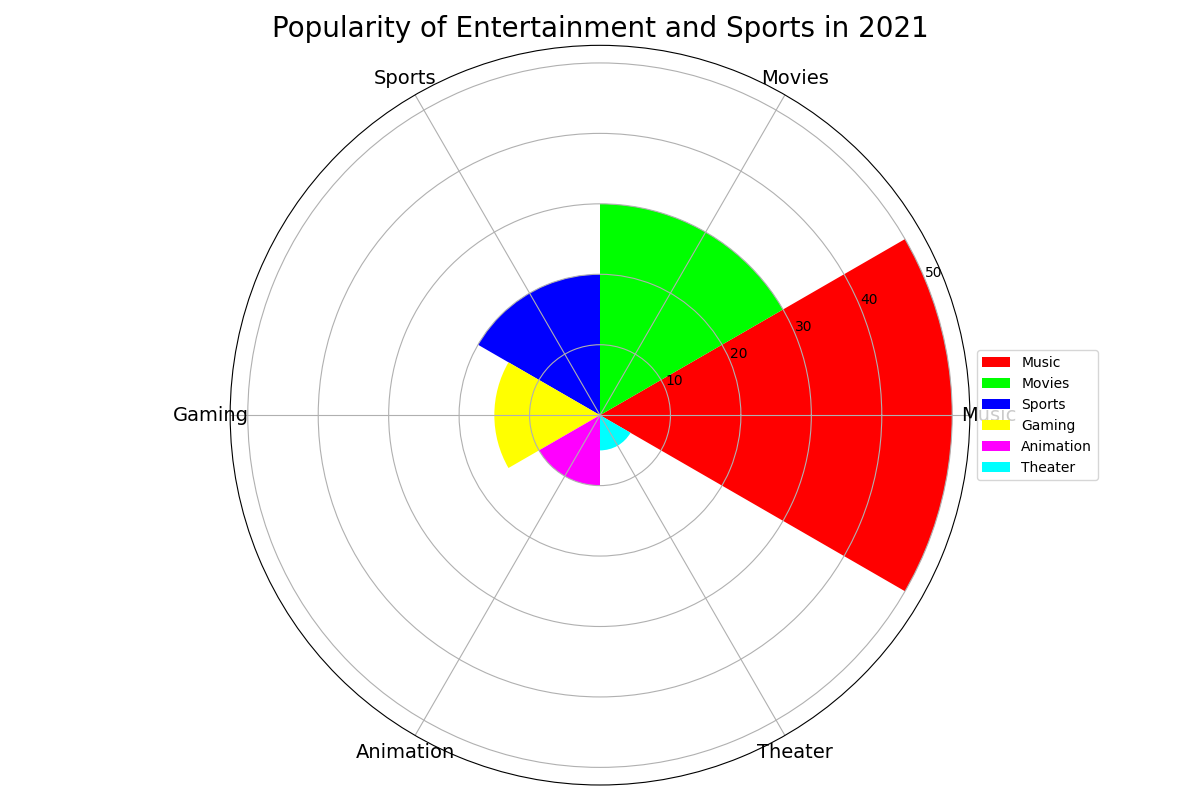 Popularity of Entertainment and Sports in 2021
Sports
Movies
50
40
30
20
10
Music
Movies
Sports
Gaming
Animation
Theater
Gaming
Music
Animation
Theater